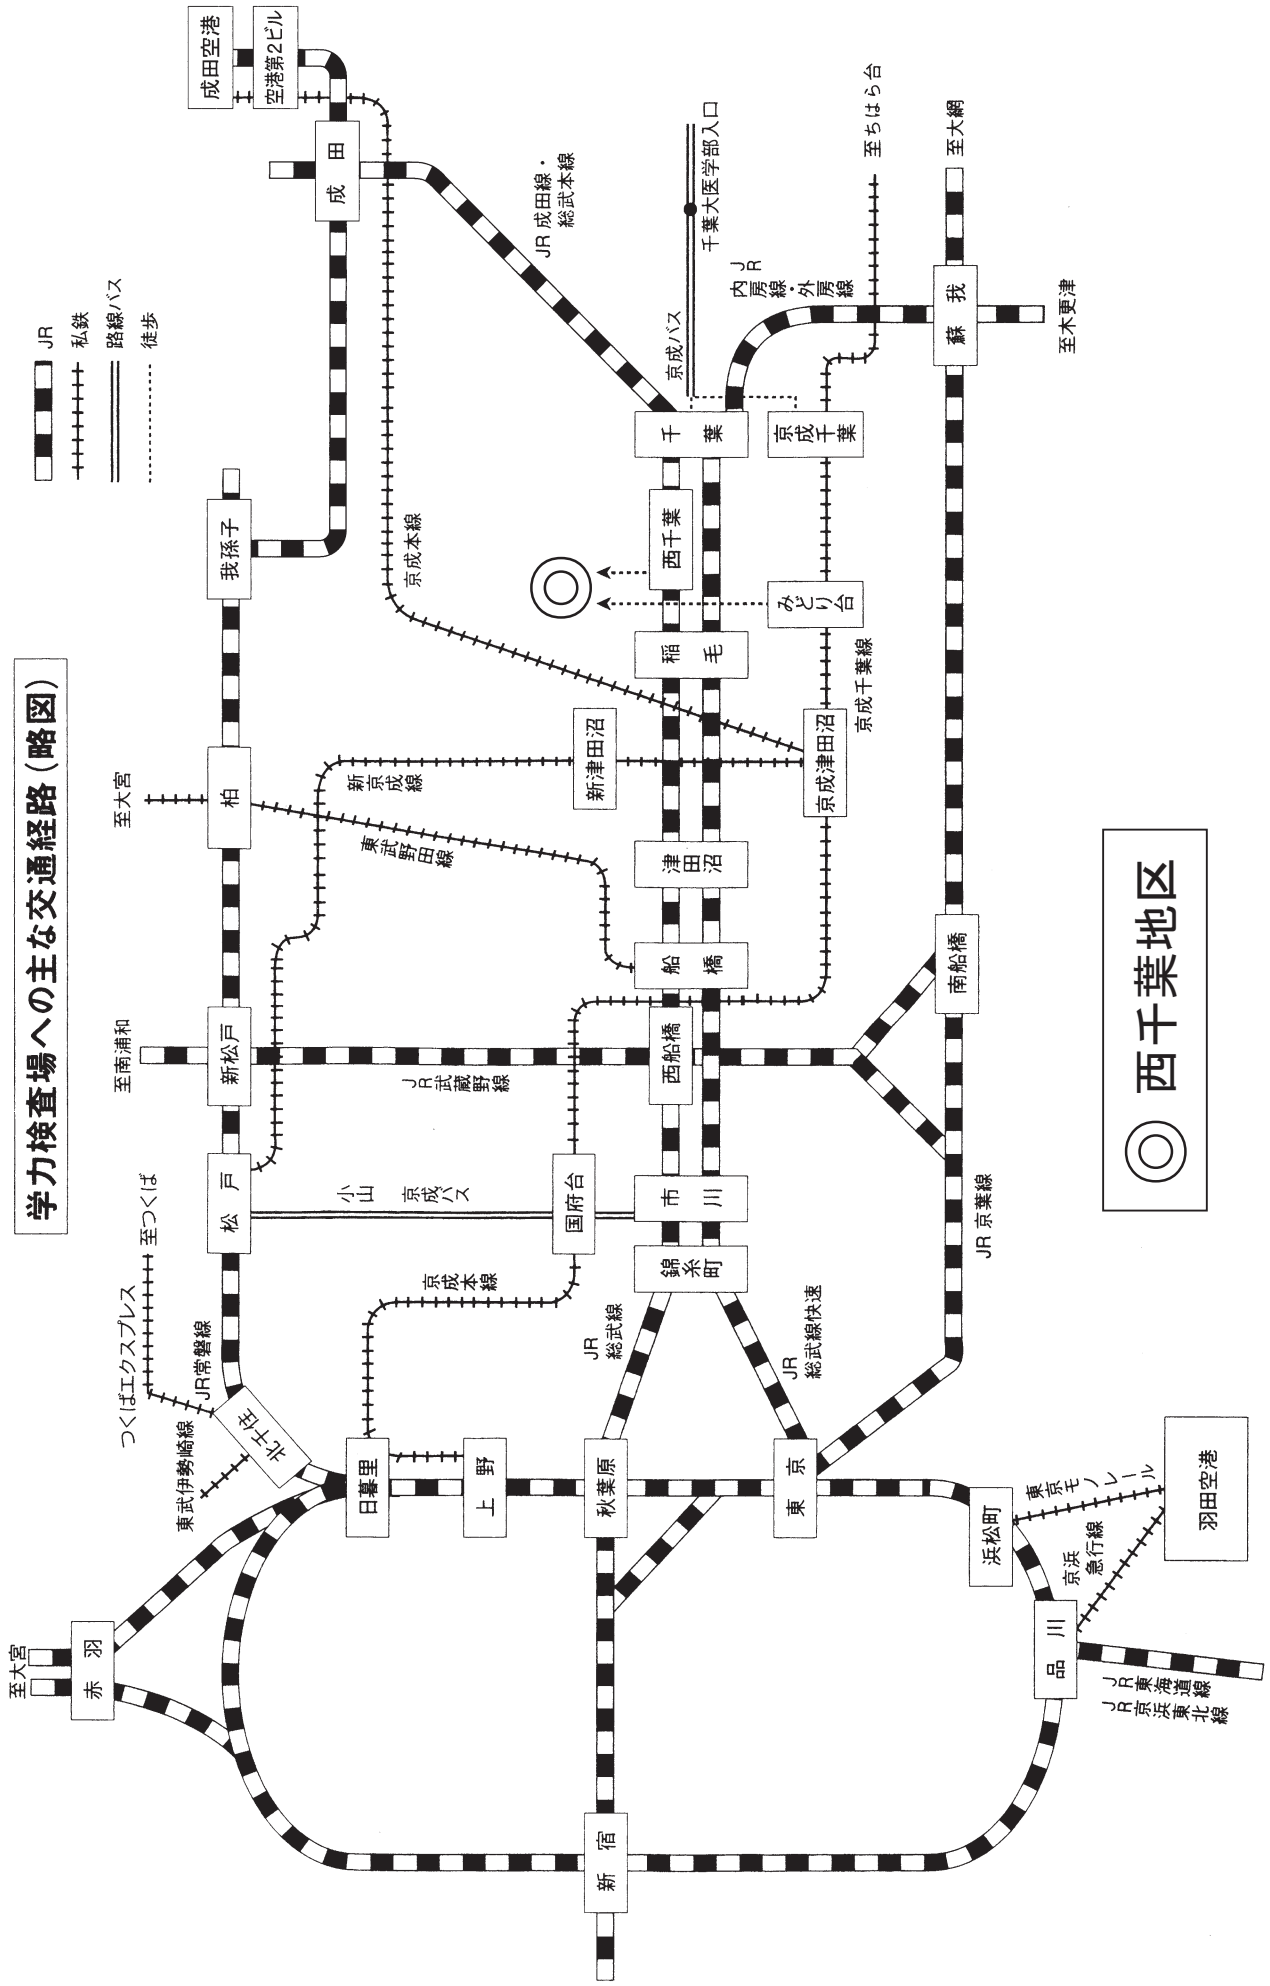 学力検査場への主な交通経路（略図）
JR
私鉄
路線バス
徒歩
至大宮
赤羽
東武伊勢崎線
つくばエクスプレス
至つくば
JR常磐線
北千住
松戸
至南浦和
新松戸
至大宮
柏
我孫子
成田
成田空港
空港第2ビル
日暮里
京成本線
小山
京成バス
JR武蔵野線
東武野田線
新京成線
京成本線
JR成田線・
総武本線
上野
国府台
新津田沼
新宿
秋葉原
JR
総武線
錦糸町
市川
西船橋
船橋
津田沼
稲毛
西千葉
千葉
京成バス
千葉大医学部入口
JR
内房線・外房線
東京
JR
総武線快速
京成津田沼
京成千葉線
みどり台
京成千葉
至ちはら台
浜松町
JR京葉線
南船橋
蘇我
至大網
至木更津
品川
京浜
急行線
東京モノレール
羽田空港
JR東海道線
JR京浜東北線
西千葉地区